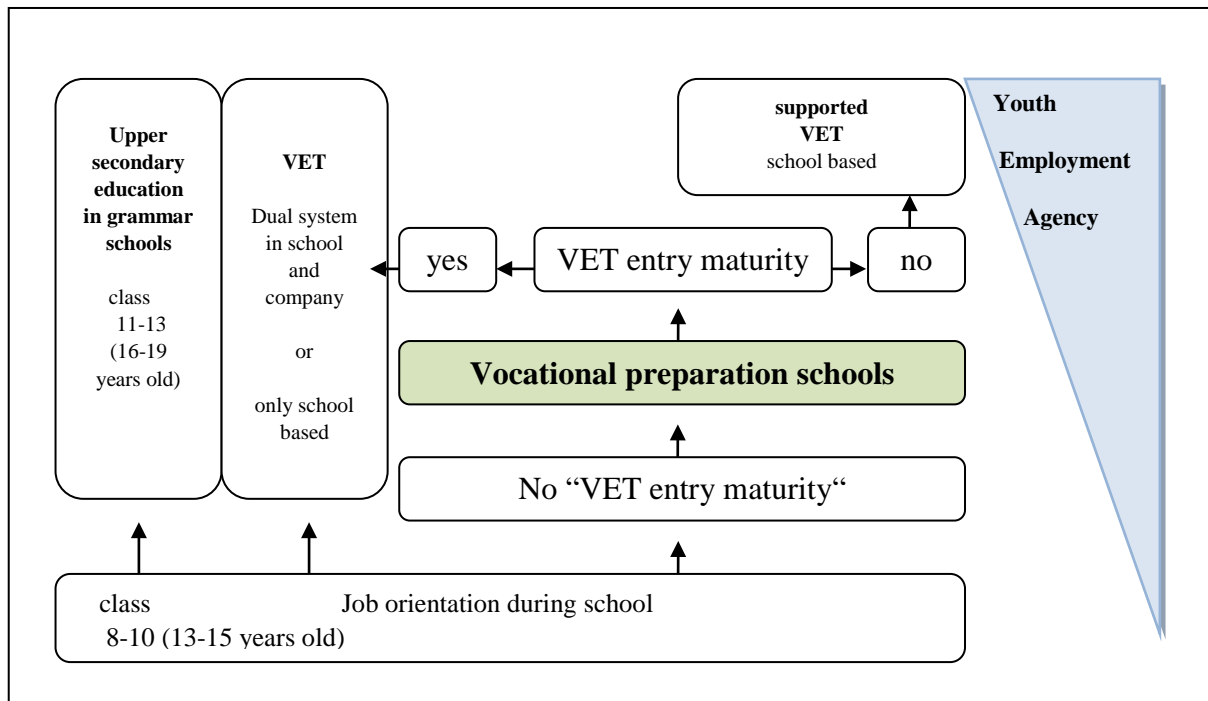 Upper
secondary
education
in grammar
schools
class
11-13
(16-19
years old)
VET
Dual system
in school
and
company
or
only school
based
supported
VET
school based
Youth
Employment
Agency
yes
VET entry maturity
no
Vocational preparation schools
No “VET entry maturity“
class Job orientation during school
8-10 (13-15 years old)